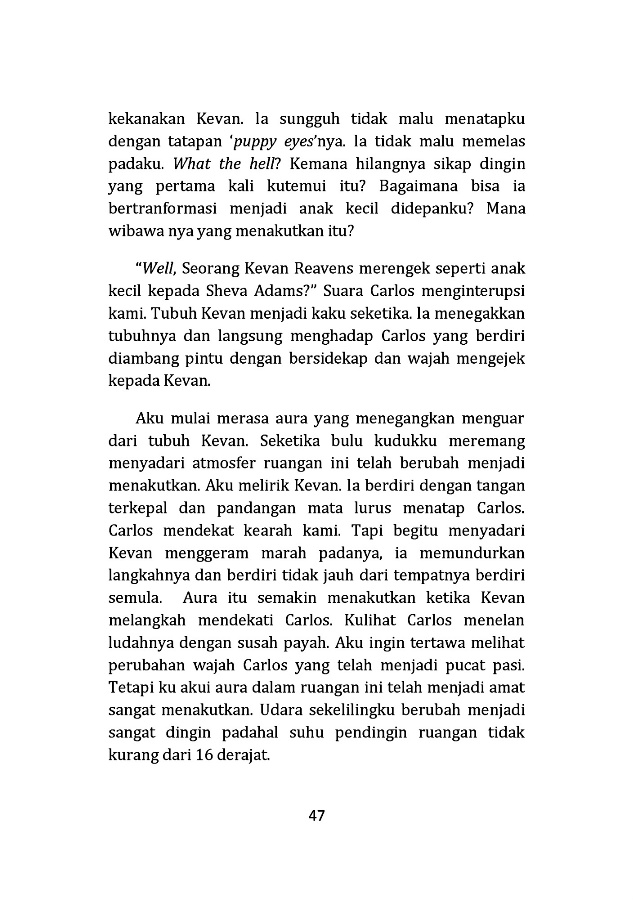 kekanakan Kevan. Ia sungguh tidak malu menatapku
dengan tatapan ‘puppy eyes’nya. Ia tidak malu memelas
padaku. What the hell? Kemana hilangnya sikap dingin
yang pertama kali kutemui itu? Bagaimana bisa ia
bertranformasi menjadi anak kecil didepanku? Mana
wibawa nya yang menakutkan itu?
“Well, Seorang Kevan Reavens merengek seperti anak
kecil kepada Sheva Adams?” Suara Carlos menginterupsi
kami. Tubuh Kevan menjadi kaku seketika. Ia menegakkan
tubuhnya dan langsung menghadap Carlos yang berdiri
diambang pintu dengan bersidekap dan wajah mengejek
kepada Kevan.
Aku mulai merasa aura yang menegangkan menguar
dari tubuh Kevan. Seketika bulu kudukku meremang
menyadari atmosfer ruangan ini telah berubah menjadi
menakutkan. Aku melirik Kevan. Ia berdiri dengan tangan
terkepal dan pandangan mata lurus menatap Carlos.
Carlos mendekat kearah kami. Tapi begitu menyadari
Kevan menggeram marah padanya, ia memundurkan
langkahnya dan berdiri tidak jauh dari tempatnya berdiri
semula. Aura itu semakin menakutkan ketika Kevan
melangkah mendekati Carlos. Kulihat Carlos menelan
ludahnya dengan susah payah. Aku ingin tertawa melihat
perubahan wajah Carlos yang telah menjadi pucat pasi.
Tetapi ku akui aura dalam ruangan ini telah menjadi amat
sangat menakutkan. Udara sekelilingku berubah menjadi
sangat dingin padahal suhu pendingin ruangan tidak
kurang dari 16 derajat.
47